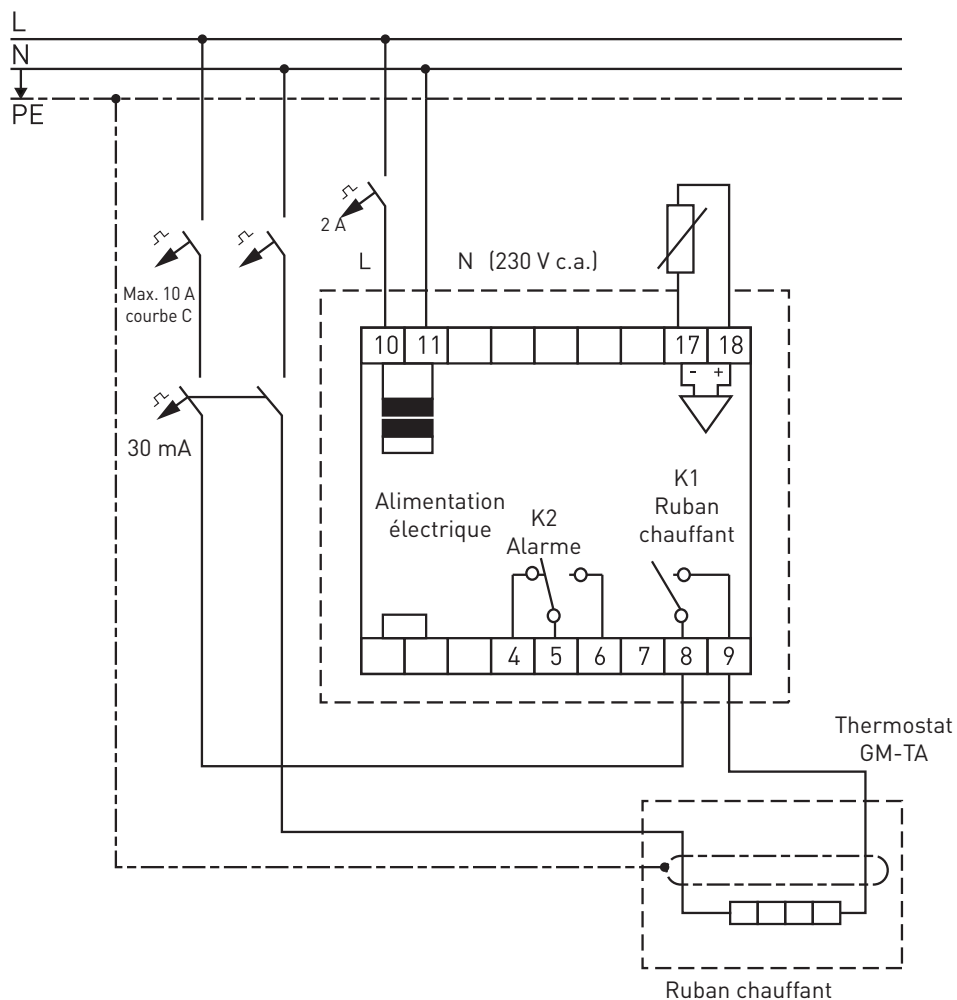 L
N
PE
2 A
L
N (230 V c.a.)
Max. 10 A
courbe C
10 11 17 18
- +
30 mA
Alimentation
électrique
K2
Alarme
K1
Ruban
chauffant
4 5 6 7 8 9
Thermostat
GM-TA
Ruban chauffant